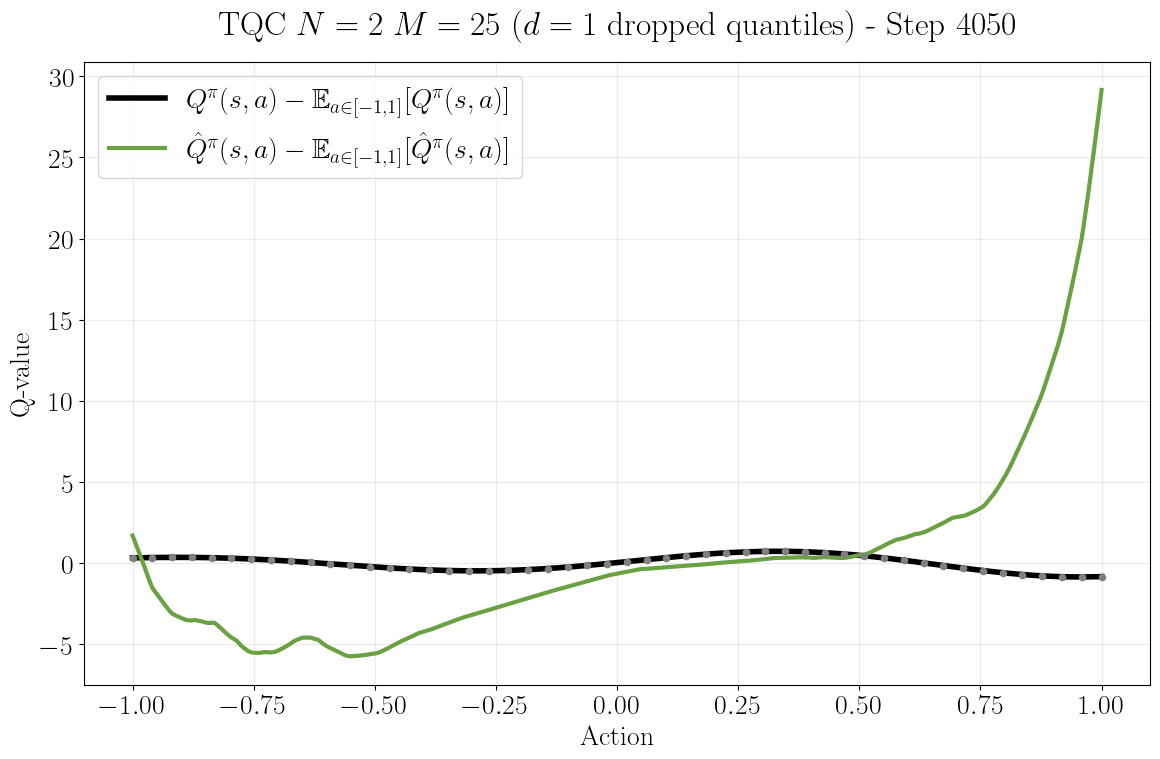 TQC N = 2 M = 25 (d = 1 dropped quantiles) - Step 4050
Q^π(s, a) − 𝔼_{a∈[−1,1]}[Q^π(s, a)]
Q̂^π(s, a) − 𝔼_{a∈[−1,1]}[Q̂^π(s, a)]
30
25
20
15
10
5
0
−5
Q-value
−1.00 −0.75 −0.50 −0.25 0.00 0.25 0.50 0.75 1.00
Action